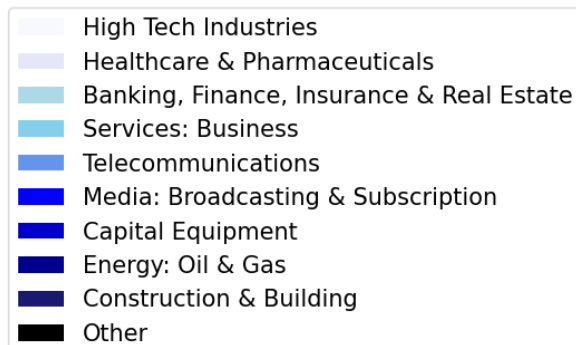 High Tech Industries
Healthcare & Pharmaceuticals
Banking, Finance, Insurance & Real Estate
Services: Business
Telecommunications
Media: Broadcasting & Subscription
Capital Equipment
Energy: Oil & Gas
Construction & Building
Other